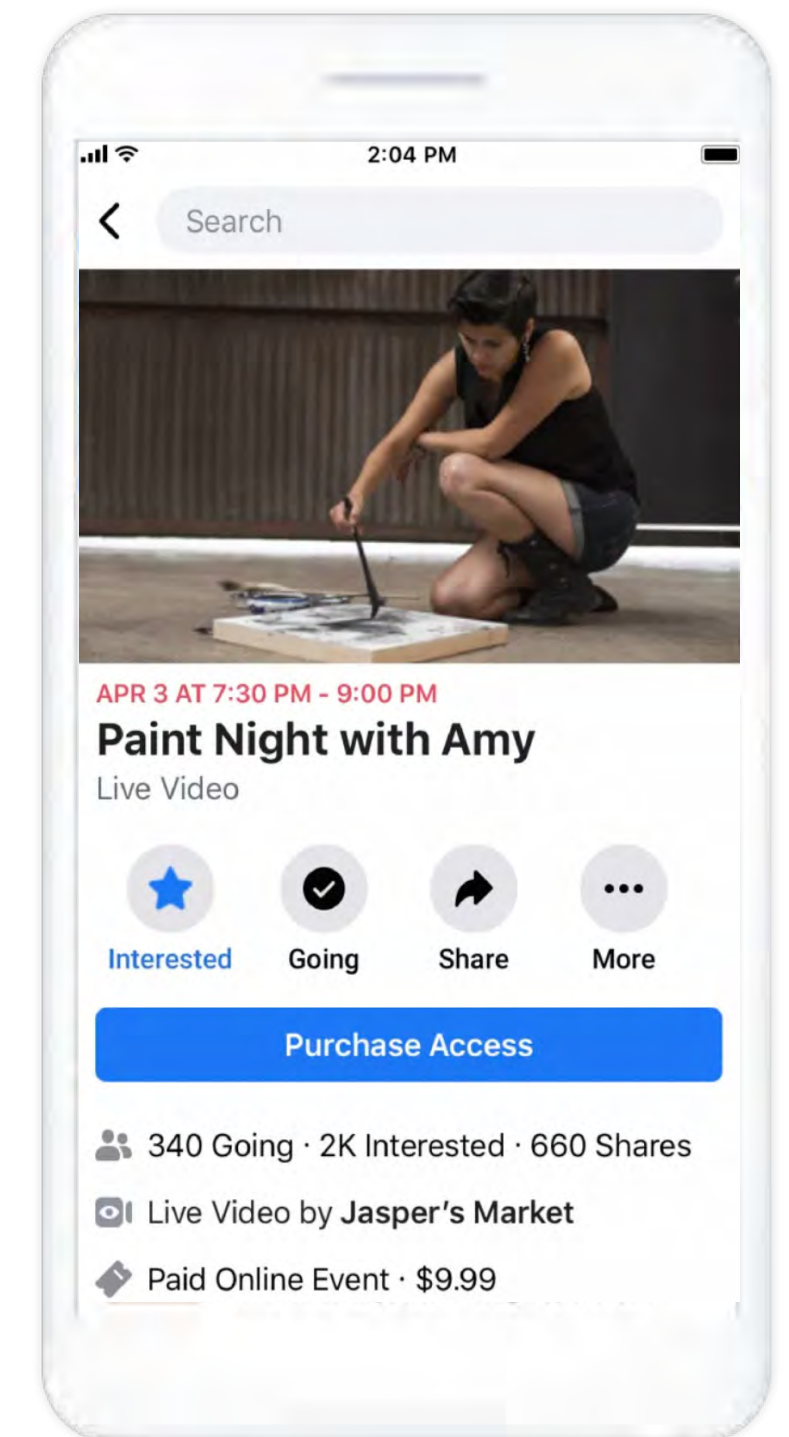 2:04 PM
Search
APR 3 AT 7:30 PM - 9:00 PM
Paint Night with Amy
Live Video
Interested Going Share More
Purchase Access
340 Going · 2K Interested · 660 Shares
Live Video by Jasper's Market
Paid Online Event · $9.99